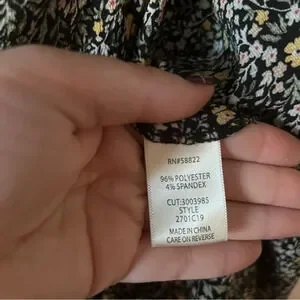 RN#58822
96% POLYESTER
4% SPANDEX
CUT:3003985
STYLE
2701C19
MADE IN CHINA
CARE ON REVERSE